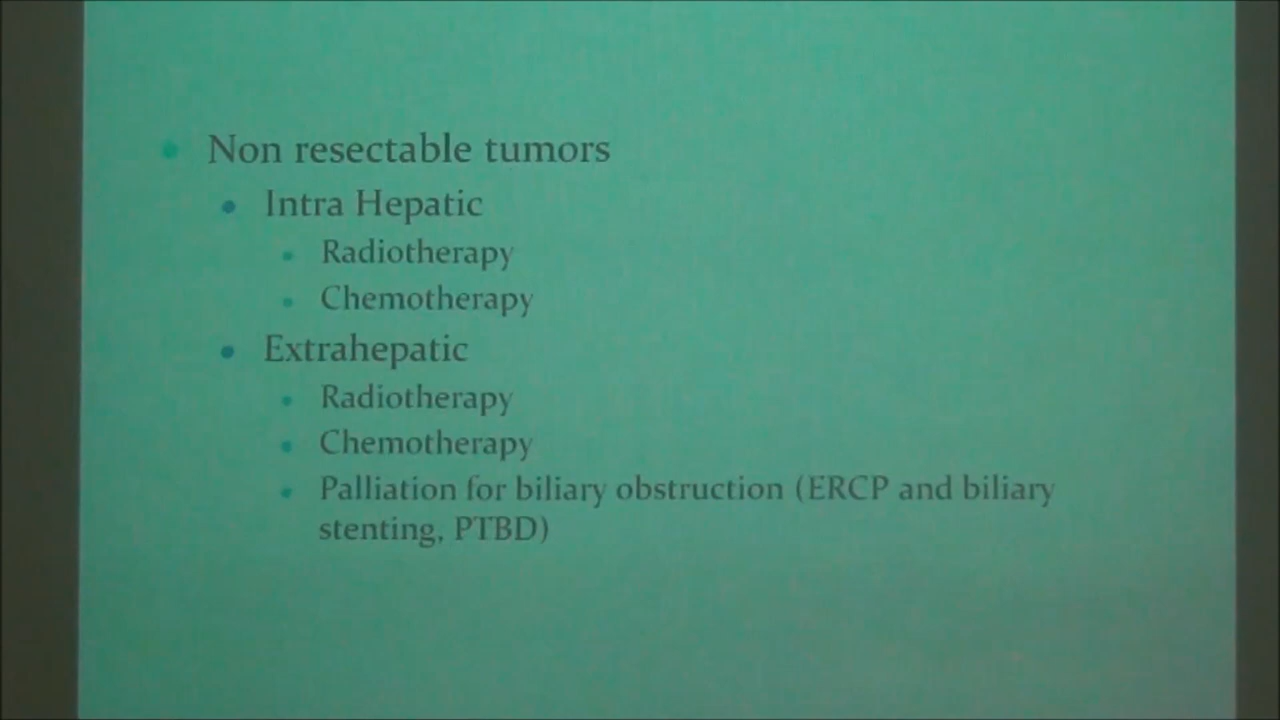 Non resectable tumors
Intra Hepatic
Radiotherapy
Chemotherapy
Extrahepatic
Radiotherapy
Chemotherapy
Palliation for biliary obstruction (ERCP and biliary
stenting, PTBD)